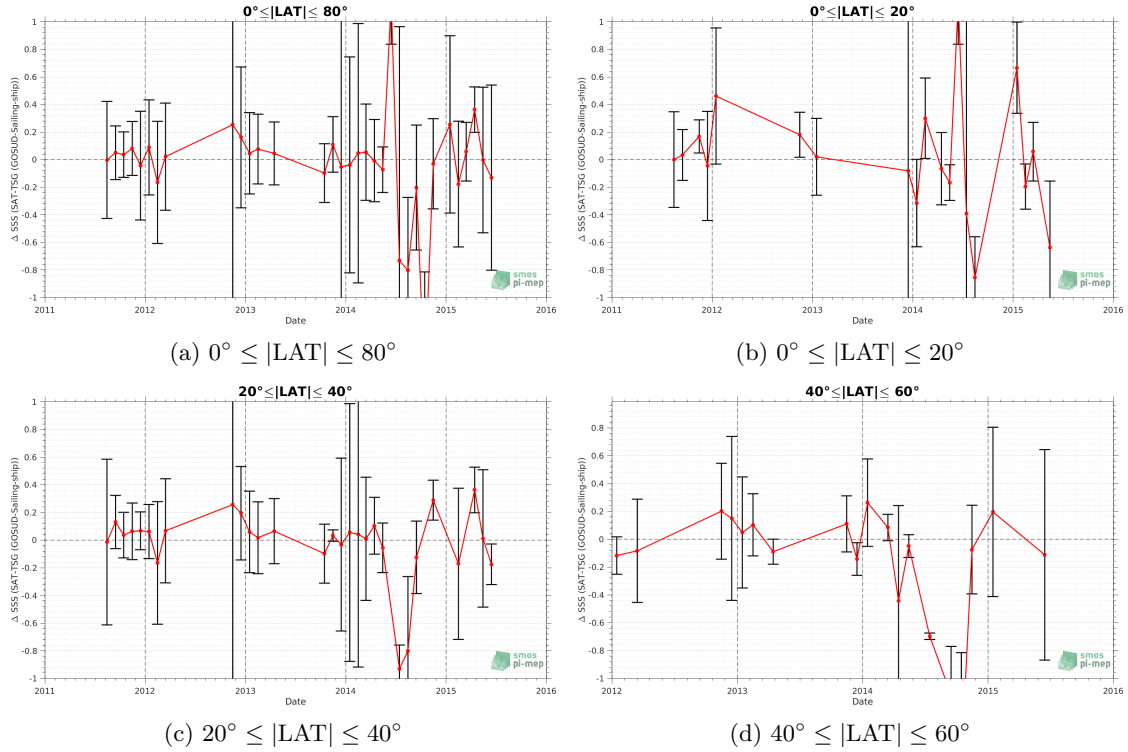 0°≤|LAT|≤ 80°
1
0.8
0.6
0.4
0.2
0
-0.2
-0.4
-0.6
-0.8
-1
Δ SSS (SAT-TSG (GOSUD-Sailing-ship))
2011 2012 2013 2014 2015 2016
Date
smos
pi-mep
(a) 0° ≤ |LAT| ≤ 80°
0°≤|LAT|≤ 20°
1
0.8
0.6
0.4
0.2
0
-0.2
-0.4
-0.6
-0.8
-1
Δ SSS (SAT-TSG (GOSUD-Sailing-ship))
2011 2012 2013 2014 2015 2016
Date
smos
pi-mep
(b) 0° ≤ |LAT| ≤ 20°
20°≤|LAT|≤ 40°
1
0.8
0.6
0.4
0.2
0
-0.2
-0.4
-0.6
-0.8
-1
Δ SSS (SAT-TSG (GOSUD-Sailing-ship))
2011 2012 2013 2014 2015 2016
Date
smos
pi-mep
(c) 20° ≤ |LAT| ≤ 40°
40°≤|LAT|≤ 60°
0.8
0.6
0.4
0.2
0
-0.2
-0.4
-0.6
-0.8
-1
Δ SSS (SAT-TSG (GOSUD-Sailing-ship))
2012 2013 2014 2015 2016
Date
smos
pi-mep
(d) 40° ≤ |LAT| ≤ 60°